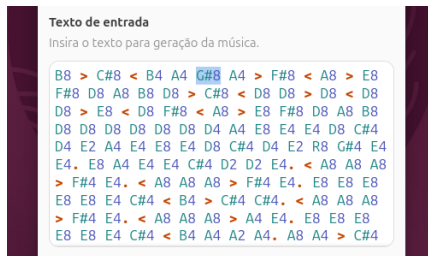 Texto de entrada
Insira o texto para geração da música.
B8 > C#8 < B4 A4 G#8 A4 > F#8 < A8 > E8
F#8 D8 A8 B8 D8 > C#8 < D8 D8 > D8 < D8
D8 > E8 < D8 F#8 < A8 > E8 F#8 D8 A8 B8
D8 D8 D8 D8 D8 D8 D4 A4 E8 E4 E4 D8 C#4
D4 E2 A4 E4 E8 E4 D8 C#4 D4 E2 R8 G#4 E4
E4. E8 A4 E4 E4 C#4 D2 D2 E4. < A8 A8 A8
> F#4 E4. < A8 A8 A8 > F#4 E4. E8 E8 E8
E8 E8 E4 C#4 < B4 > C#4 C#4. < A8 A8 A8
> F#4 E4. < A8 A8 A8 > A4 E4. E8 E8 E8
E8 E8 E4 C#4 < B4 A4 A2 A4. A8 A4 > C#4